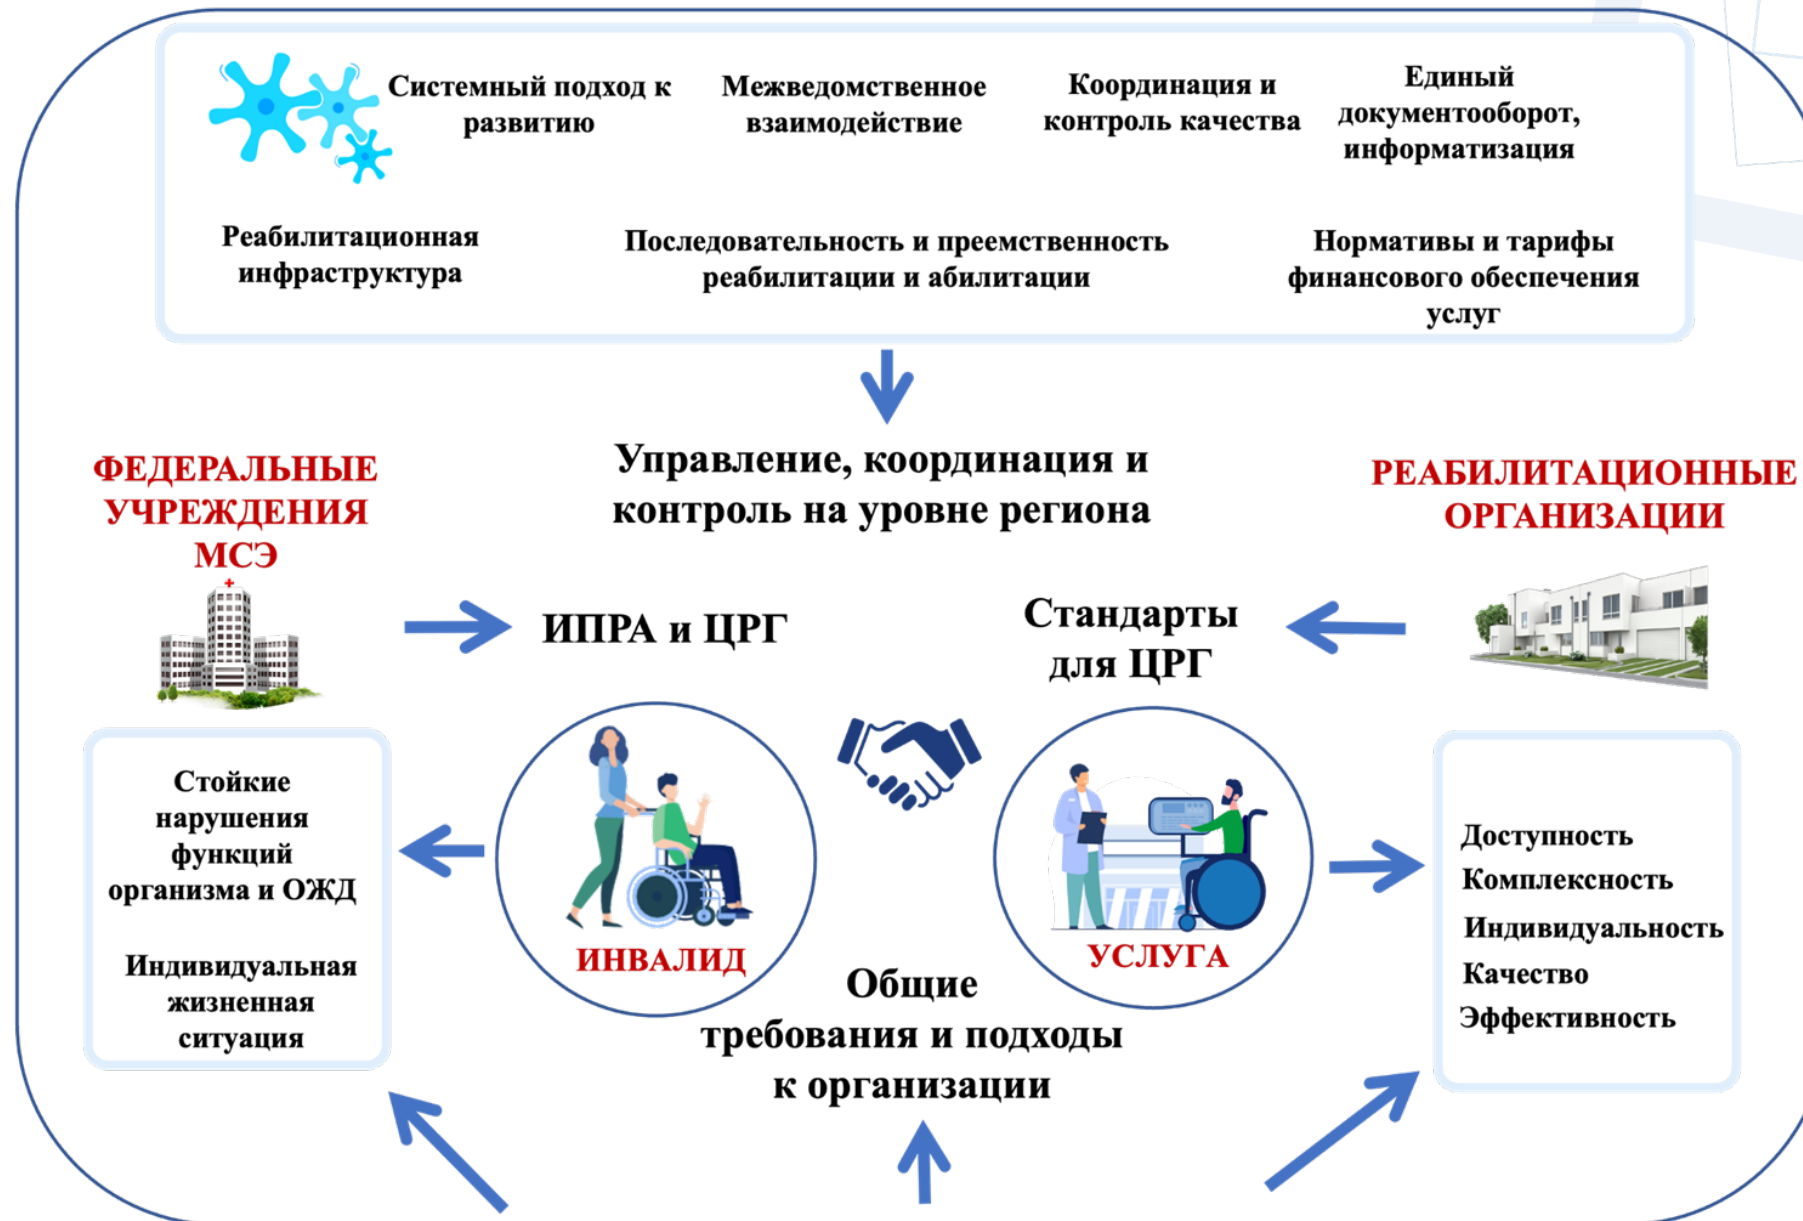 Системный подход к
развитию
Межведомственное
взаимодействие
Координация и
контроль качества
Единый
документооборот,
информатизация
Реабилитационная
инфраструктура
Последовательность и преемственность
реабилитации и абилитации
Нормативы и тарифы
финансового обеспечения
услуг
Управление, координация и
контроль на уровне региона
ФЕДЕРАЛЬНЫЕ
УЧРЕЖДЕНИЯ
МСЭ
РЕАБИЛИТАЦИОННЫЕ
ОРГАНИЗАЦИИ
ИПРА и ЦРГ
Стандарты
для ЦРГ
Стойкие
нарушения
функций
организма и ОЖД
Индивидуальная
жизненная
ситуация
ИНВАЛИД
УСЛУГА
Общие
требования и подходы
к организации
Доступность
Комплексность
Индивидуальность
Качество
Эффективность